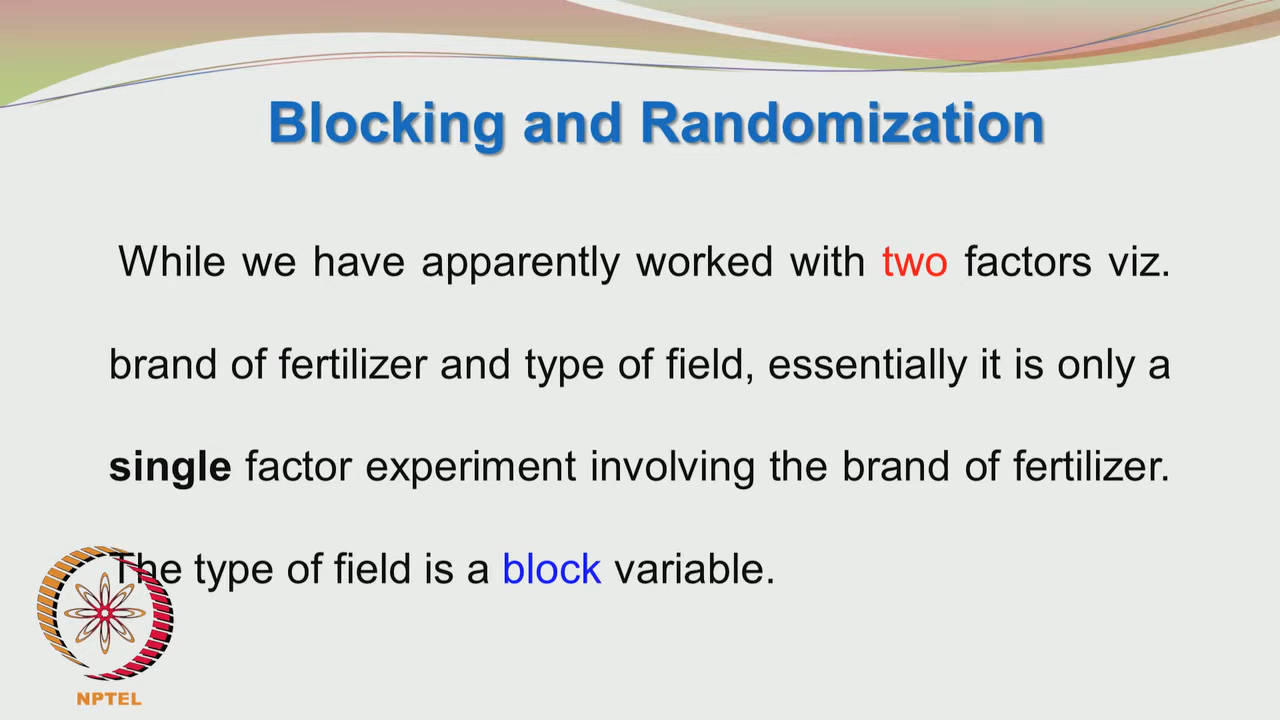 Blocking and Randomization
While we have apparently worked with two factors viz.
brand of fertilizer and type of field, essentially it is only a
single factor experiment involving the brand of fertilizer.
The type of field is a block variable.
NPTEL